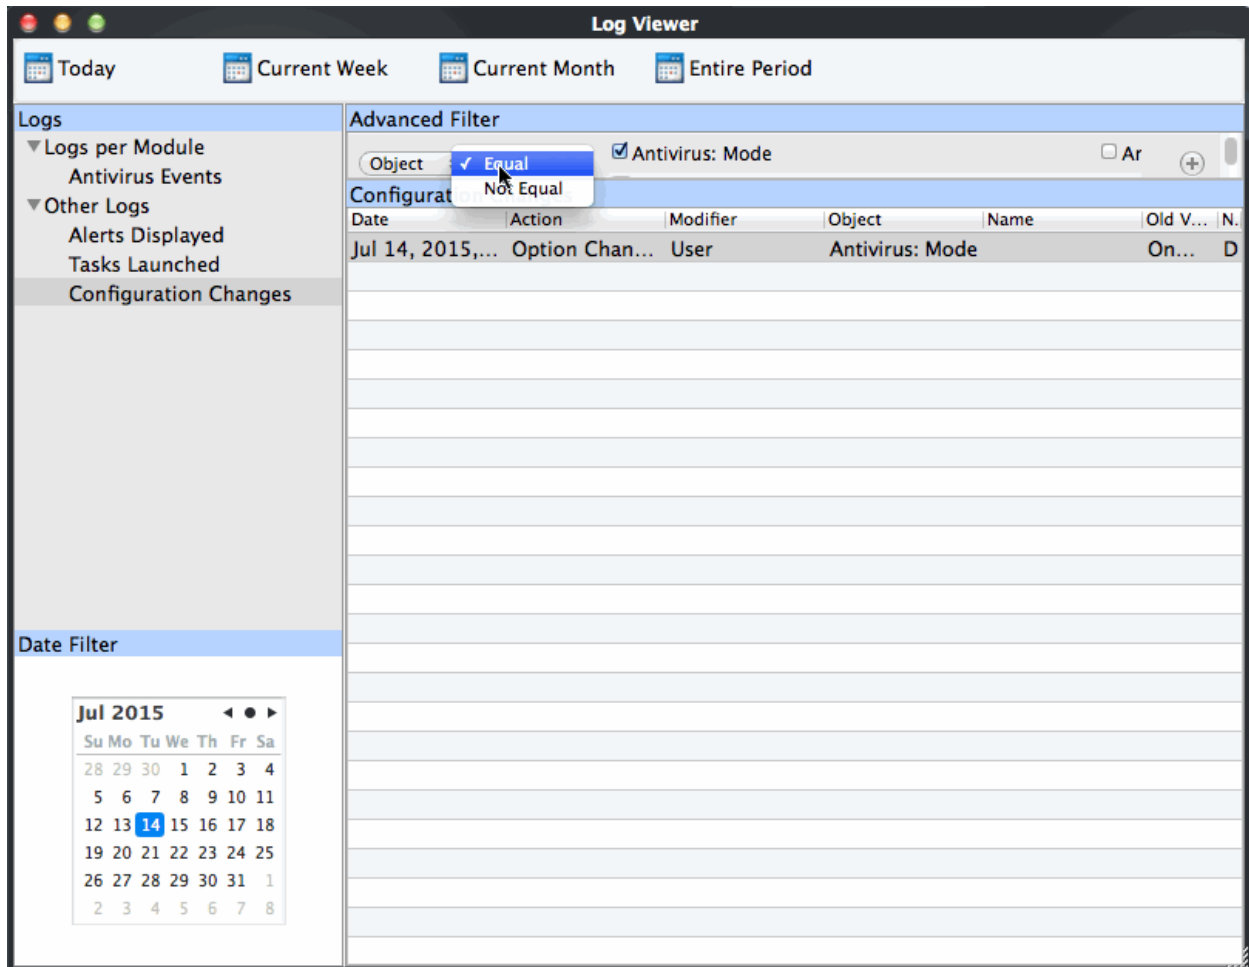 Log Viewer
Today Current Week Current Month Entire Period
Logs
Logs per Module
Antivirus Events
Other Logs
Alerts Displayed
Tasks Launched
Configuration Changes
Advanced Filter
Object ✓ Equal Antivirus: Mode Ar
Not Equal
Configurat
Date Action Modifier Object Name Old V... N.
Jul 14, 2015,... Option Chan... User Antivirus: Mode On... D
Date Filter
Jul 2015
Su Mo Tu We Th Fr Sa
28 29 30 1 2 3 4
5 6 7 8 9 10 11
12 13 14 15 16 17 18
19 20 21 22 23 24 25
26 27 28 29 30 31 1
2 3 4 5 6 7 8